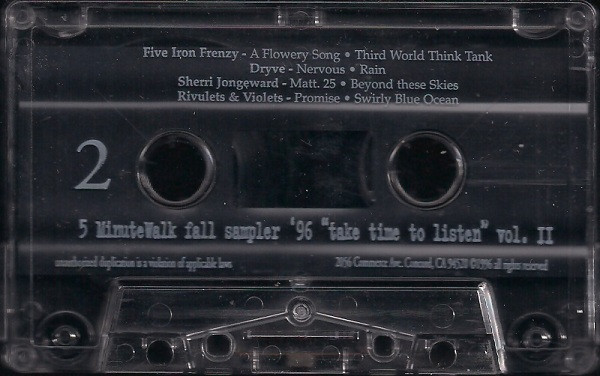 Five Iron Frenzy - A Flowery Song • Third World Think Tank
Dryve - Nervous • Rain
Sherri Jongeward - Matt. 25 • Beyond these Skies
Rivulets & Violets - Promise • Swirly Blue Ocean
2
5 MinuteWalk fall sampler '96 "take time to listen" vol. II
unauthorized duplication is a violation of applicable laws
2056 Commerce Ave. Concord, CA 94520 ©1996 all rights reserved